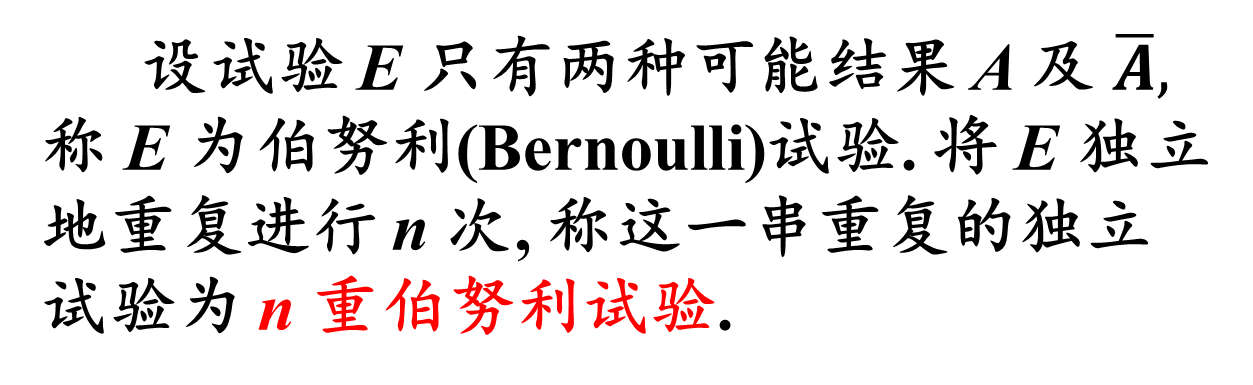 设试验 E 只有两种可能结果 A 及 A̅,
称 E 为伯努利(Bernoulli)试验. 将 E 独立
地重复进行 n 次, 称这一串重复的独立
试验为 n 重伯努利试验.